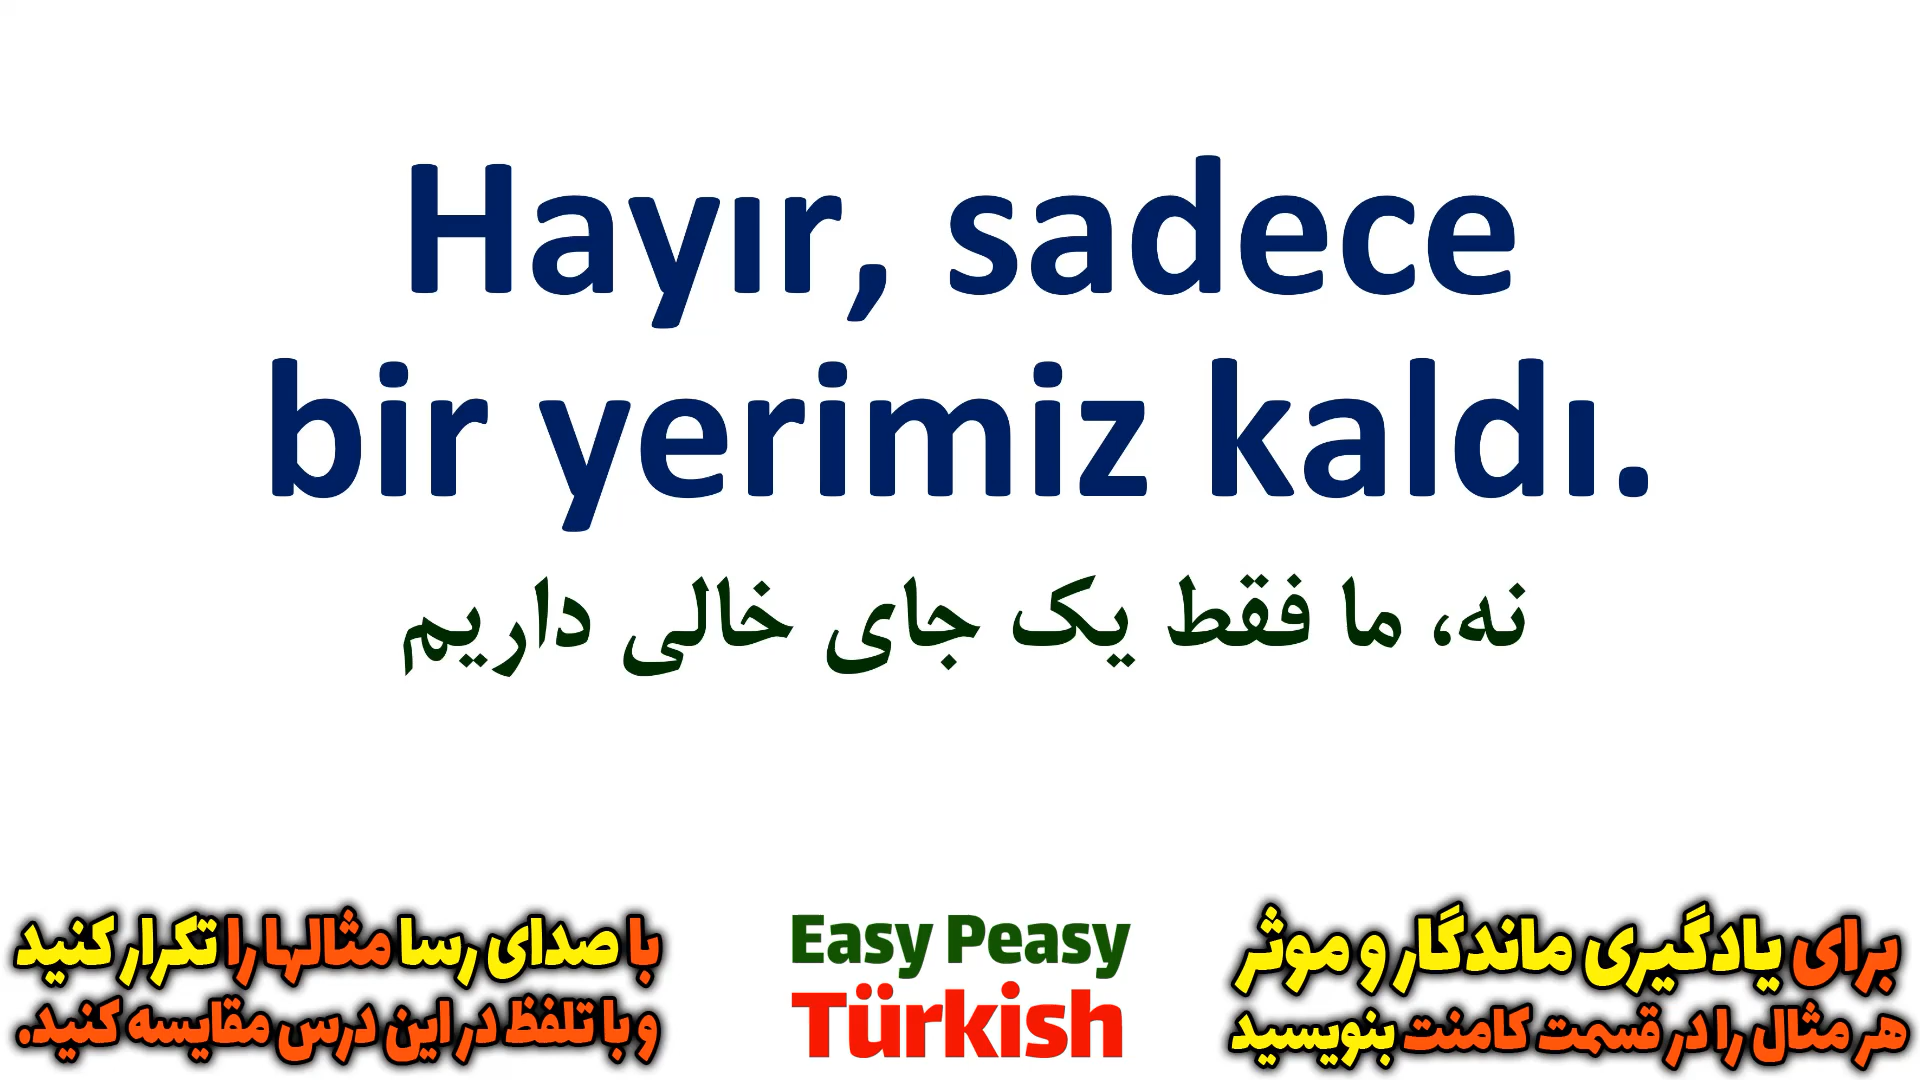 Hayır, sadece
bir yerimiz kaldı.
نه، ما فقط یک جای خالی داریم
برای یادگیری ماندگار و موثر
هر مثال را در قسمت کامنت بنویسید
Easy Peasy
Türkish
با صدای رسا مثالها را تکرار کنید
و با تلفظ در این درس مقایسه کنید.